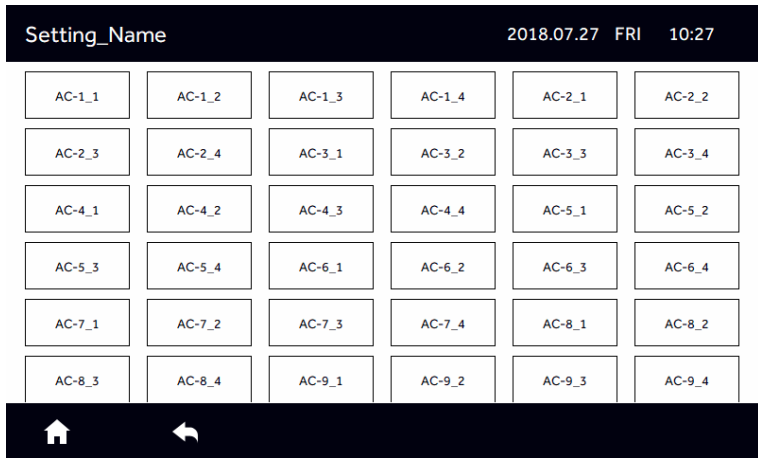 Setting_Name 2018.07.27 FRI 10:27
AC-1_1 AC-1_2 AC-1_3 AC-1_4 AC-2_1 AC-2_2
AC-2_3 AC-2_4 AC-3_1 AC-3_2 AC-3_3 AC-3_4
AC-4_1 AC-4_2 AC-4_3 AC-4_4 AC-5_1 AC-5_2
AC-5_3 AC-5_4 AC-6_1 AC-6_2 AC-6_3 AC-6_4
AC-7_1 AC-7_2 AC-7_3 AC-7_4 AC-8_1 AC-8_2
AC-8_3 AC-8_4 AC-9_1 AC-9_2 AC-9_3 AC-9_4